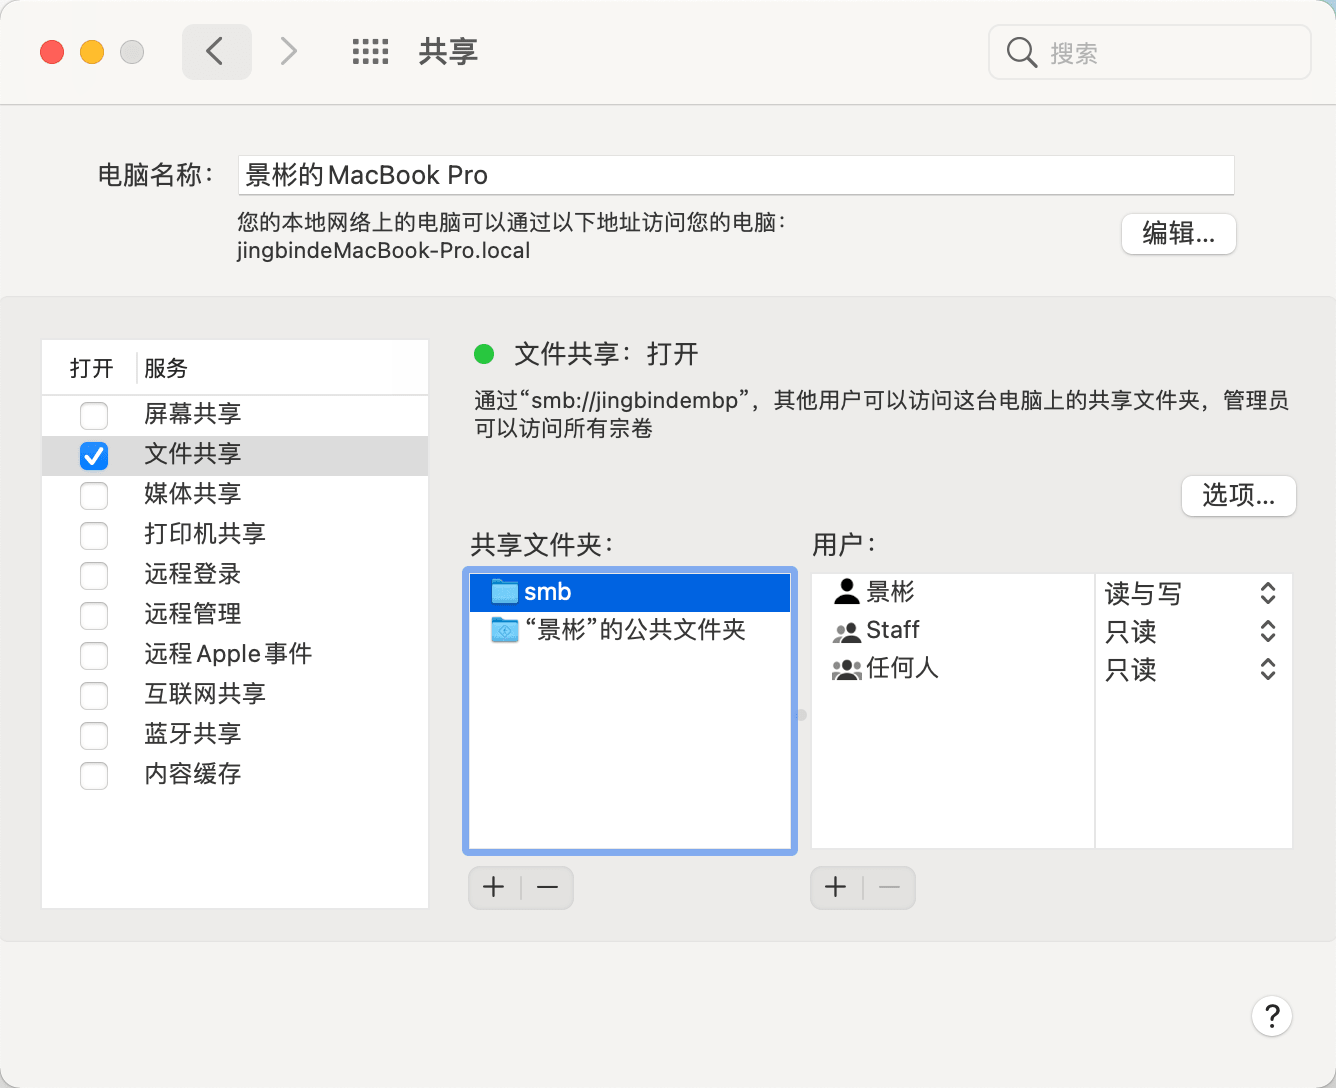 共享
搜索
电脑名称：
景彬的MacBook Pro
您的本地网络上的电脑可以通过以下地址访问您的电脑：
jingbindeMacBook-Pro.local
编辑...
打开 服务
屏幕共享
文件共享
媒体共享
打印机共享
远程登录
远程管理
远程Apple事件
互联网共享
蓝牙共享
内容缓存
文件共享：打开
通过“smb://jingbindembp”，其他用户可以访问这台电脑上的共享文件夹，管理员
可以访问所有宗卷
选项...
共享文件夹：
smb
“景彬”的公共文件夹
用户：
景彬 读与写
Staff 只读
任何人 只读
?